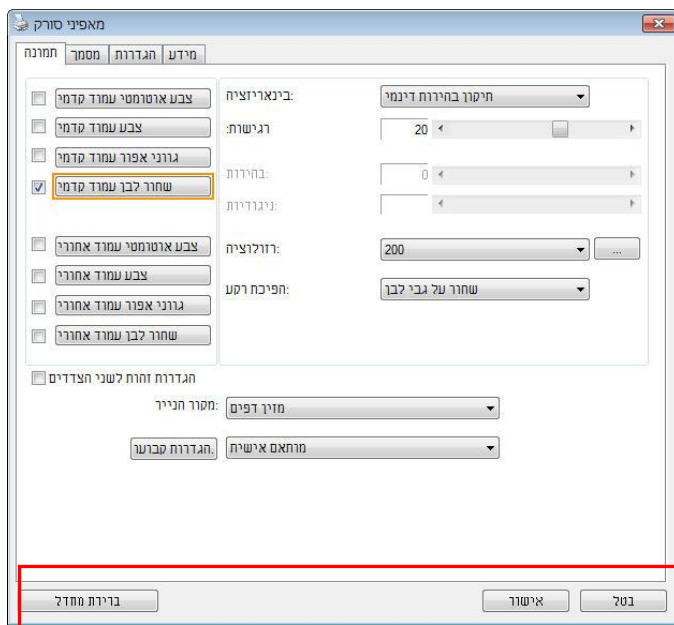 מאפיני סורק
תמונה מסמך הגדרות מידע
צבע אוטומטי עמוד קדמי
צבע עמוד קדמי
גווני אפור עמוד קדמי
שחור לבן עמוד קדמי
צבע אוטומטי עמוד אחורי
צבע עמוד אחורי
גווני אפור עמוד אחורי
שחור לבן עמוד אחורי
בינאריזציה: תיקון בהירות דינמי
רגישות: 20
בהירות: 0
ניגודיות:
רזולוציה: 200 ...
הפיכת רקע: שחור על גבי לבן
הגדרות זהות לשני הצדדים
מקור הנייר: מזין דפים
הגדרות קבועו. מותאם אישית
ברירת מחדל אישור בטל